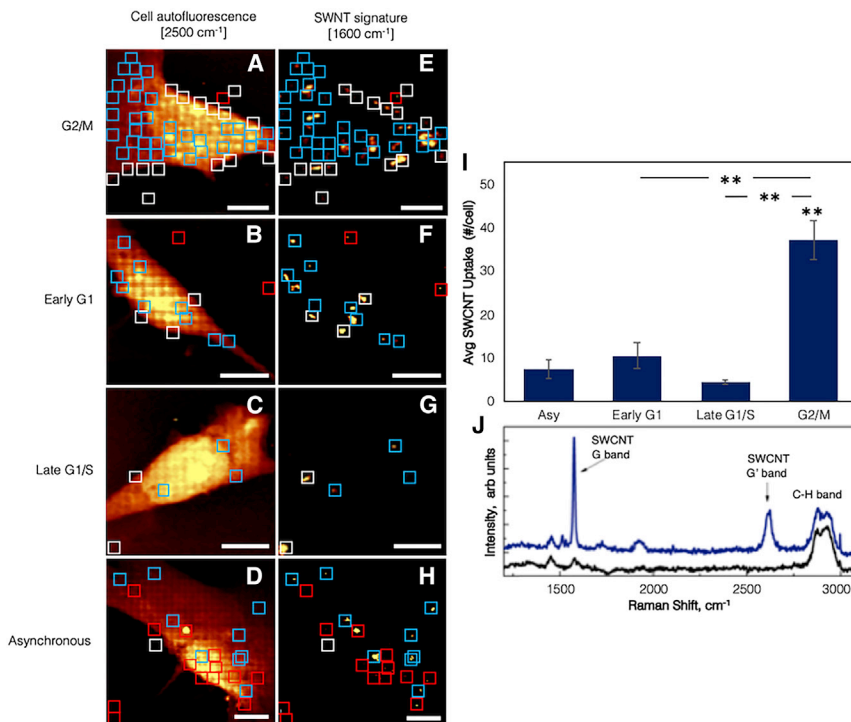 Cell autofluorescence
[2500 cm⁻¹]
SWNT signature
[1600 cm⁻¹]
G2/M
A
E
Early G1
B
F
Late G1/S
C
G
Asynchronous
D
H
I
Avg SWCNT Uptake (#/cell)
50
40
30
20
10
0
**
**
**
Asy
Early G1
Late G1/S
G2/M
J
Intensity, arb units
SWCNT
G band
SWCNT
G' band
C-H band
1500
2000
2500
3000
Raman Shift, cm⁻¹